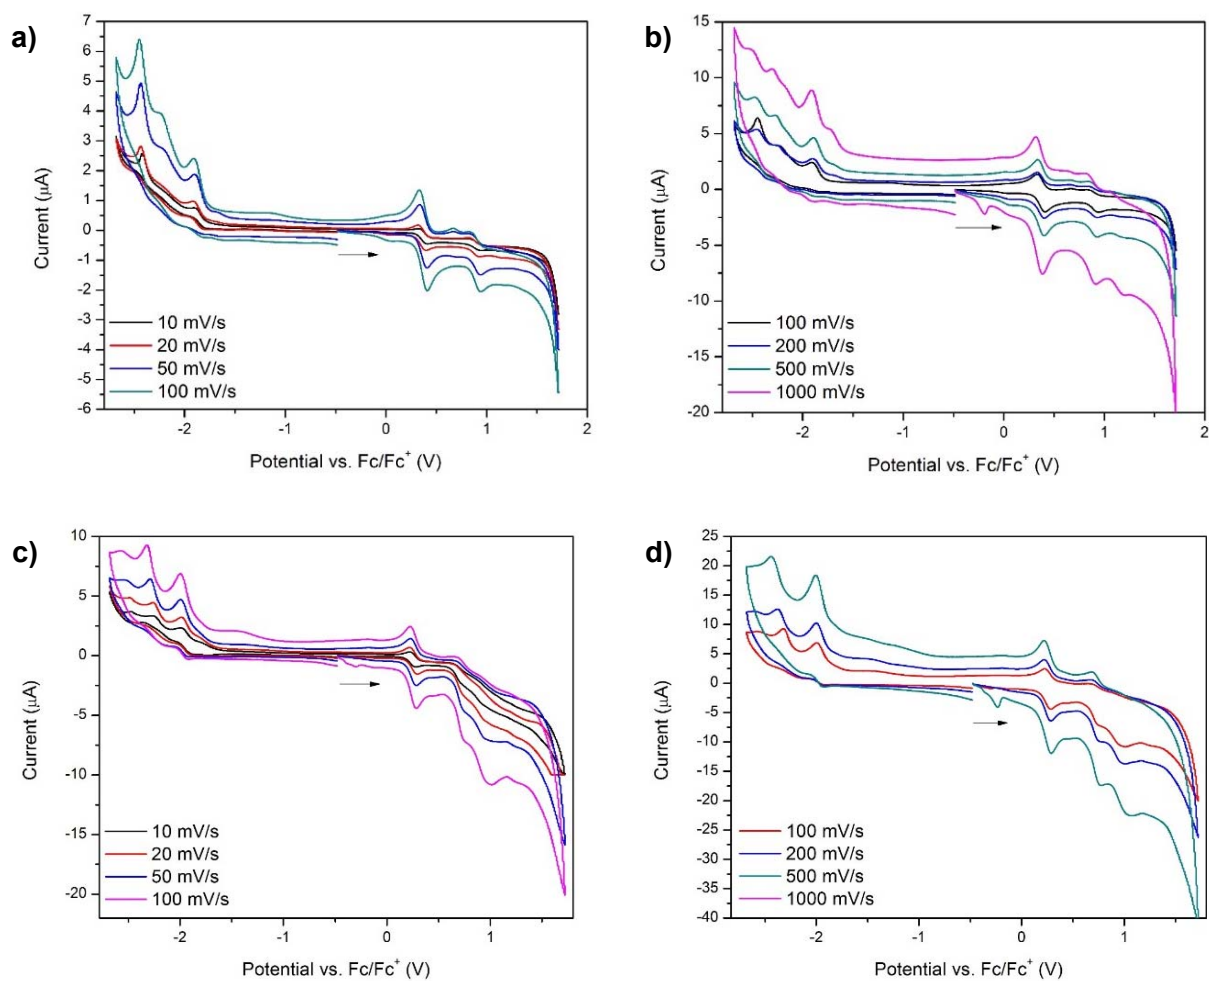 a)
7
6
5
4
3
2
1
0
-1
-2
-3
-4
-5
-6
Current (μA)
10 mV/s
20 mV/s
50 mV/s
100 mV/s
-2
-1
0
1
2
Potential vs. Fc/Fc+ (V)
b)
15
10
5
0
-5
-10
-15
-20
Current (μA)
100 mV/s
200 mV/s
500 mV/s
1000 mV/s
-2
-1
0
1
2
Potential vs. Fc/Fc+ (V)
c)
10
5
0
-5
-10
-15
-20
Current (μA)
10 mV/s
20 mV/s
50 mV/s
100 mV/s
-2
-1
0
1
Potential vs. Fc/Fc+ (V)
d)
25
20
15
10
5
0
-5
-10
-15
-20
-25
-30
-35
-40
Current (μA)
100 mV/s
200 mV/s
500 mV/s
1000 mV/s
-2
-1
0
1
Potential vs. Fc/Fc+ (V)